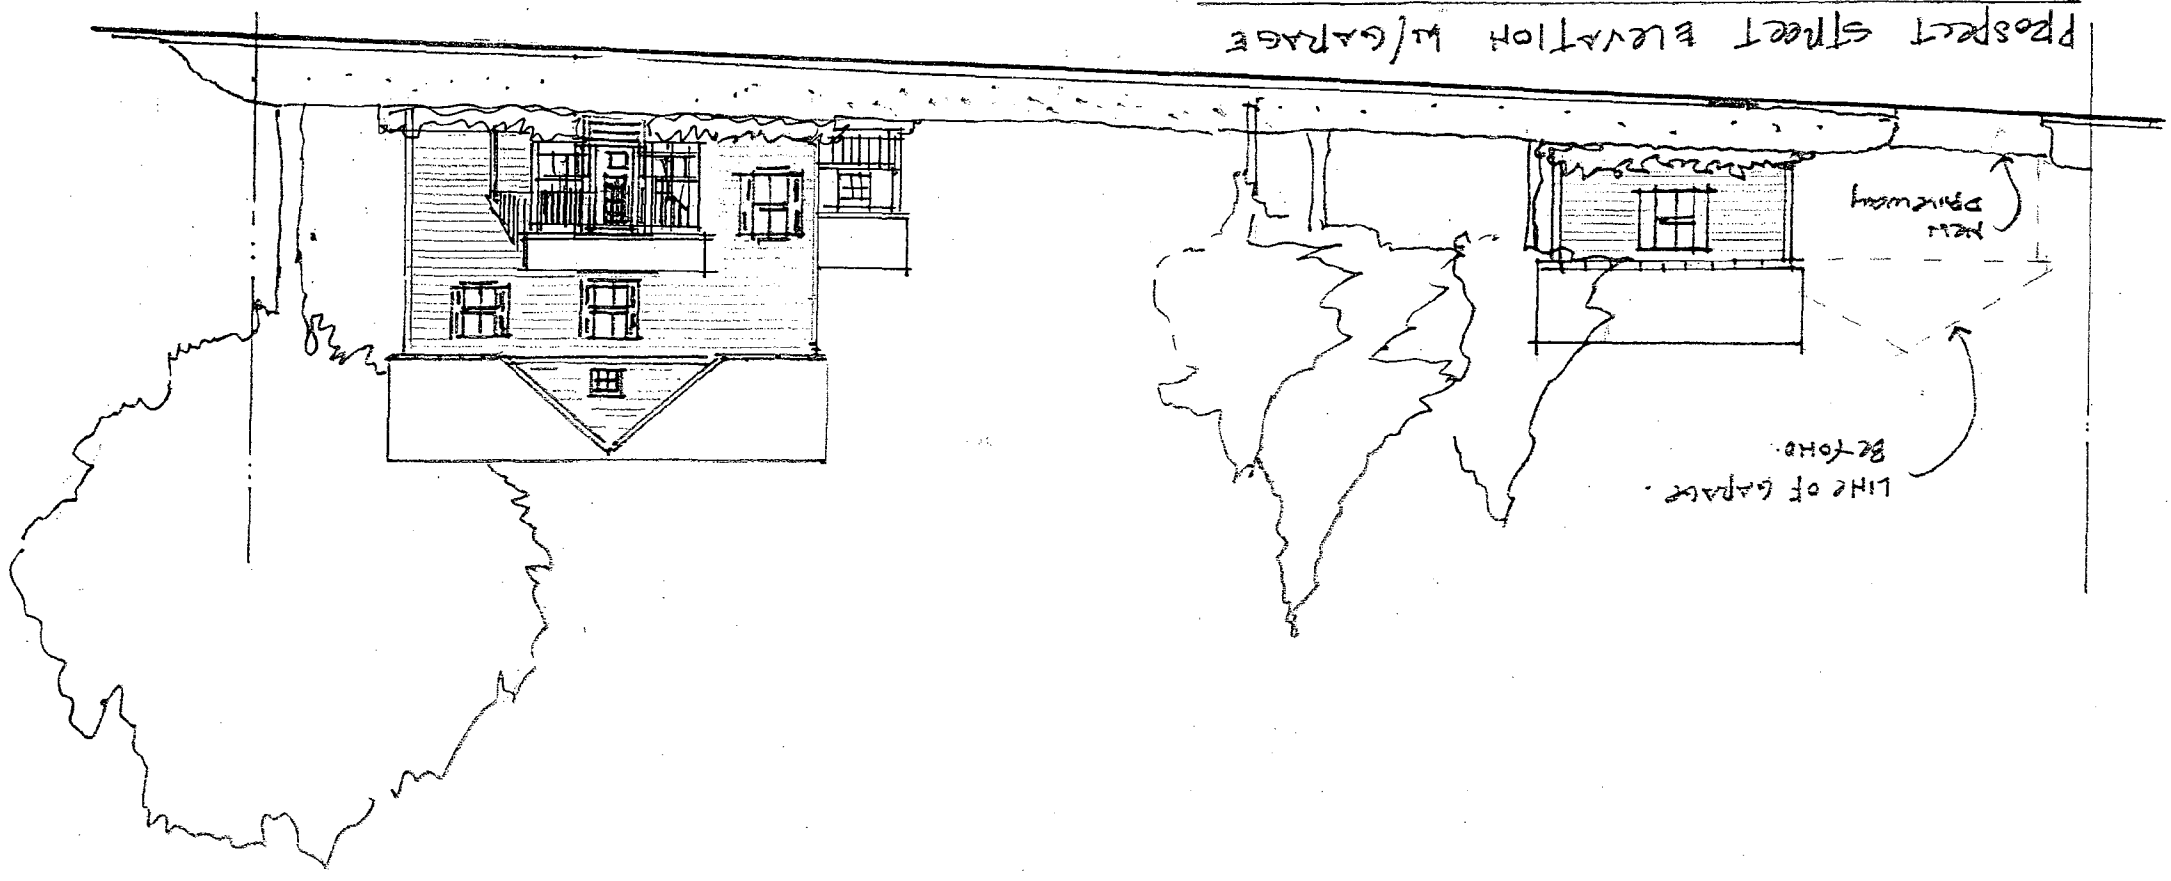 PROSPECT STREET ELEVATION W/GARAGE
NEW
DRIVEWAY
LINE OF GARAGE.
BEYOND.